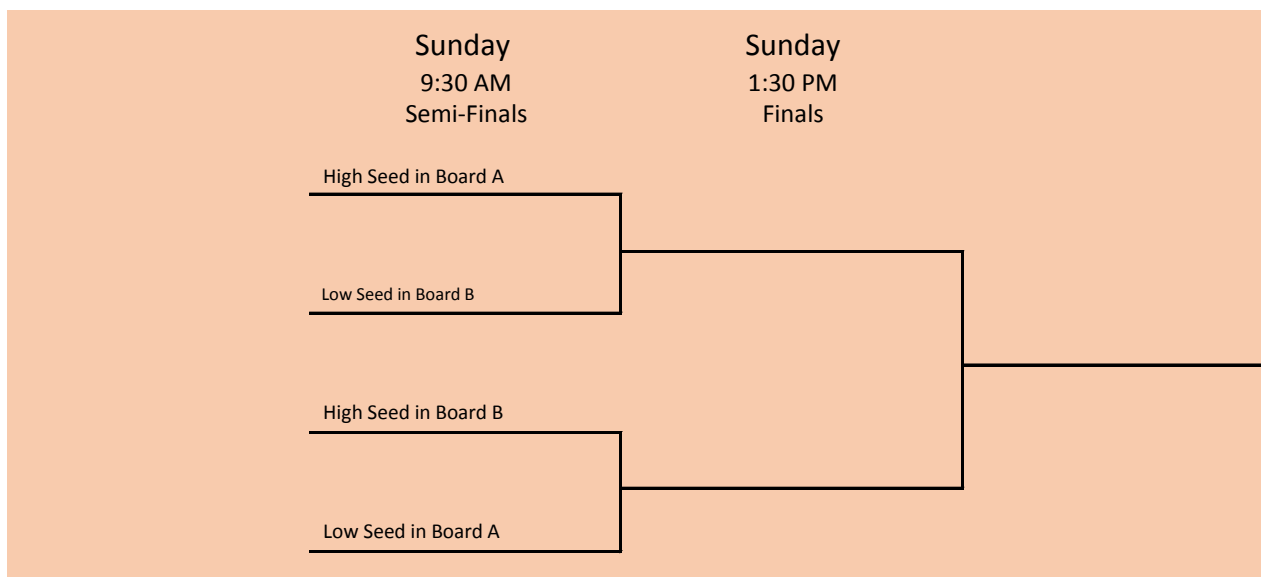 Sunday
9:30 AM
Semi-Finals
Sunday
1:30 PM
Finals
High Seed in Board A
Low Seed in Board B
High Seed in Board B
Low Seed in Board A